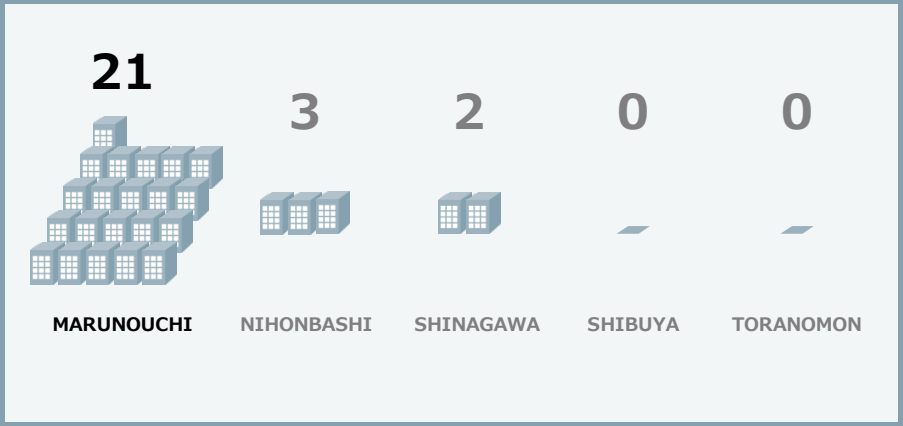 21
3
2
0
0
MARUNOUCHI
NIHONBASHI
SHINAGAWA
SHIBUYA
TORANOMON